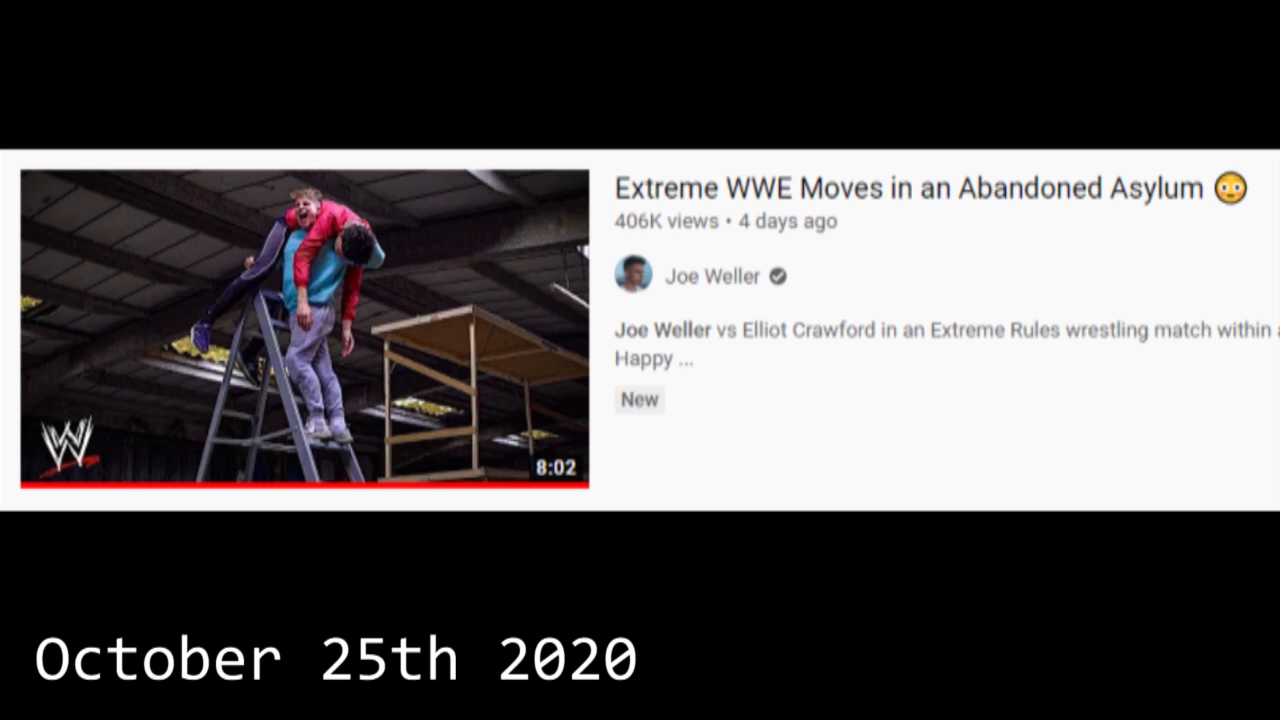 Extreme WWE Moves in an Abandoned Asylum 😳
406K views • 4 days ago
Joe Weller
Joe Weller vs Elliot Crawford in an Extreme Rules wrestling match within
Happy ...
New
W
8:02
October 25th 2020